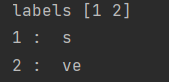 labels [1 2]
1 :  s
2 :  ve